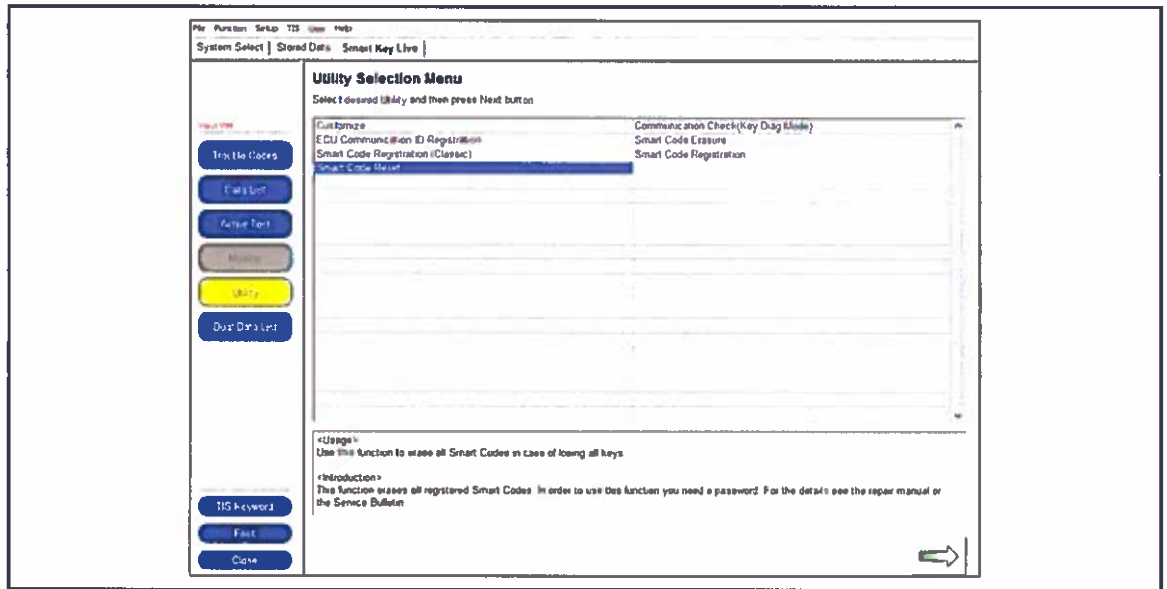 File Function Setup TIS User Help
System Select Stored Data Smart Key Live
Utility Selection Menu
Select desired Utility and then press Next button
Customize Communication Check(Key Diag Mode)
ECU Communication ID Registration Smart Code Erasure
Smart Code Registration (Classic) Smart Code Registration
Smart Code Reset
Trouble Codes
Data List
Active Test
Monitor
Utility
Dual Data List
<Usage>
Use this function to erase all Smart Codes in case of losing all keys
<Introduction>
This function erases all registered Smart Codes. In order to use this function you need a password. For the details see the repair manual or
the Service Bulletin
TIS Keyword
Print
Close